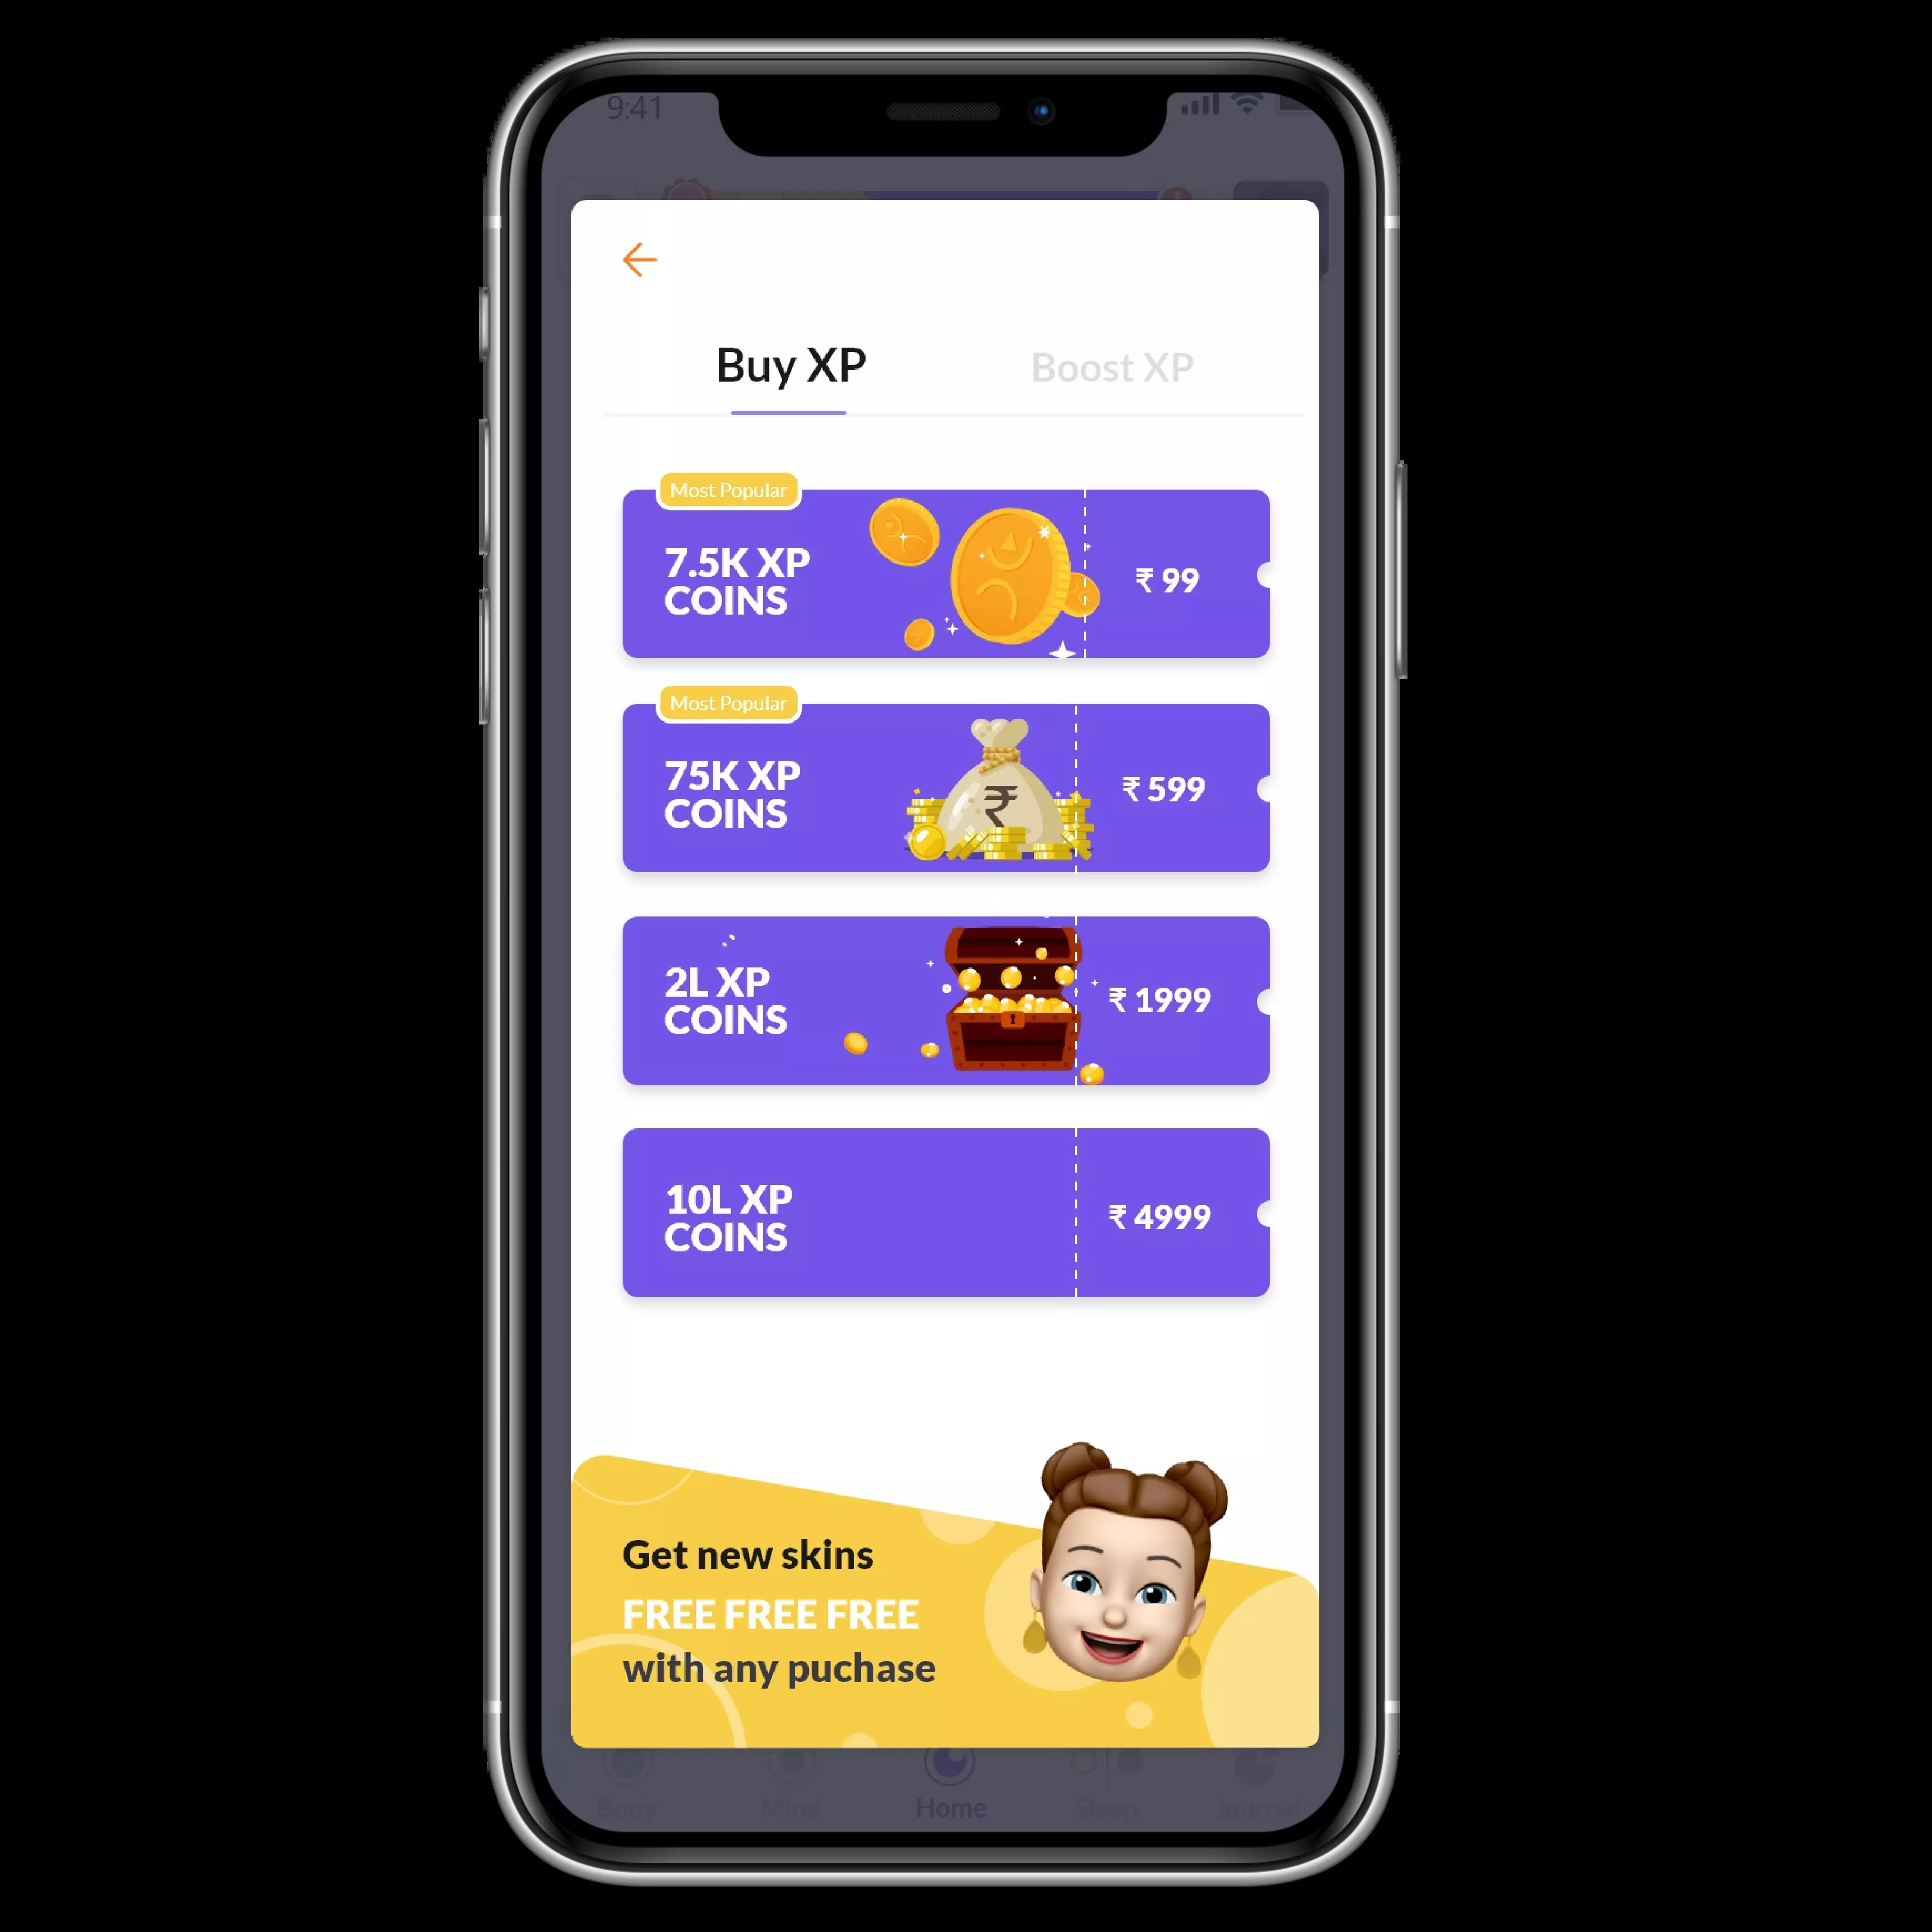 9:41
Buy XP
Boost XP
Most Popular
7.5K XP
COINS
₹ 99
Most Popular
75K XP
COINS
₹
₹ 599
2L XP
COINS
₹ 1999
10L XP
COINS
₹ 4999
Get new skins
FREE FREE FREE
with any puchase
Body
Mind
Home
Sleep
Journal